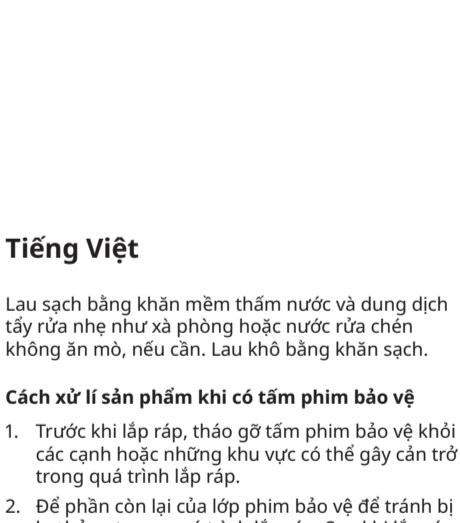 Tiếng Việt
Lau sạch bằng khăn mềm thấm nước và dung dịch
tẩy rửa nhẹ như xà phòng hoặc nước rửa chén
không ăn mò, nếu cần. Lau khô bằng khăn sạch.
Cách xử lí sản phẩm khi có tấm phim bảo vệ
1. Trước khi lắp ráp, tháo gỡ tấm phim bảo vệ khỏi
các cạnh hoặc những khu vực có thể gây cản trở
trong quá trình lắp ráp.
2. Để phần còn lại của lớp phim bảo vệ để tránh bị